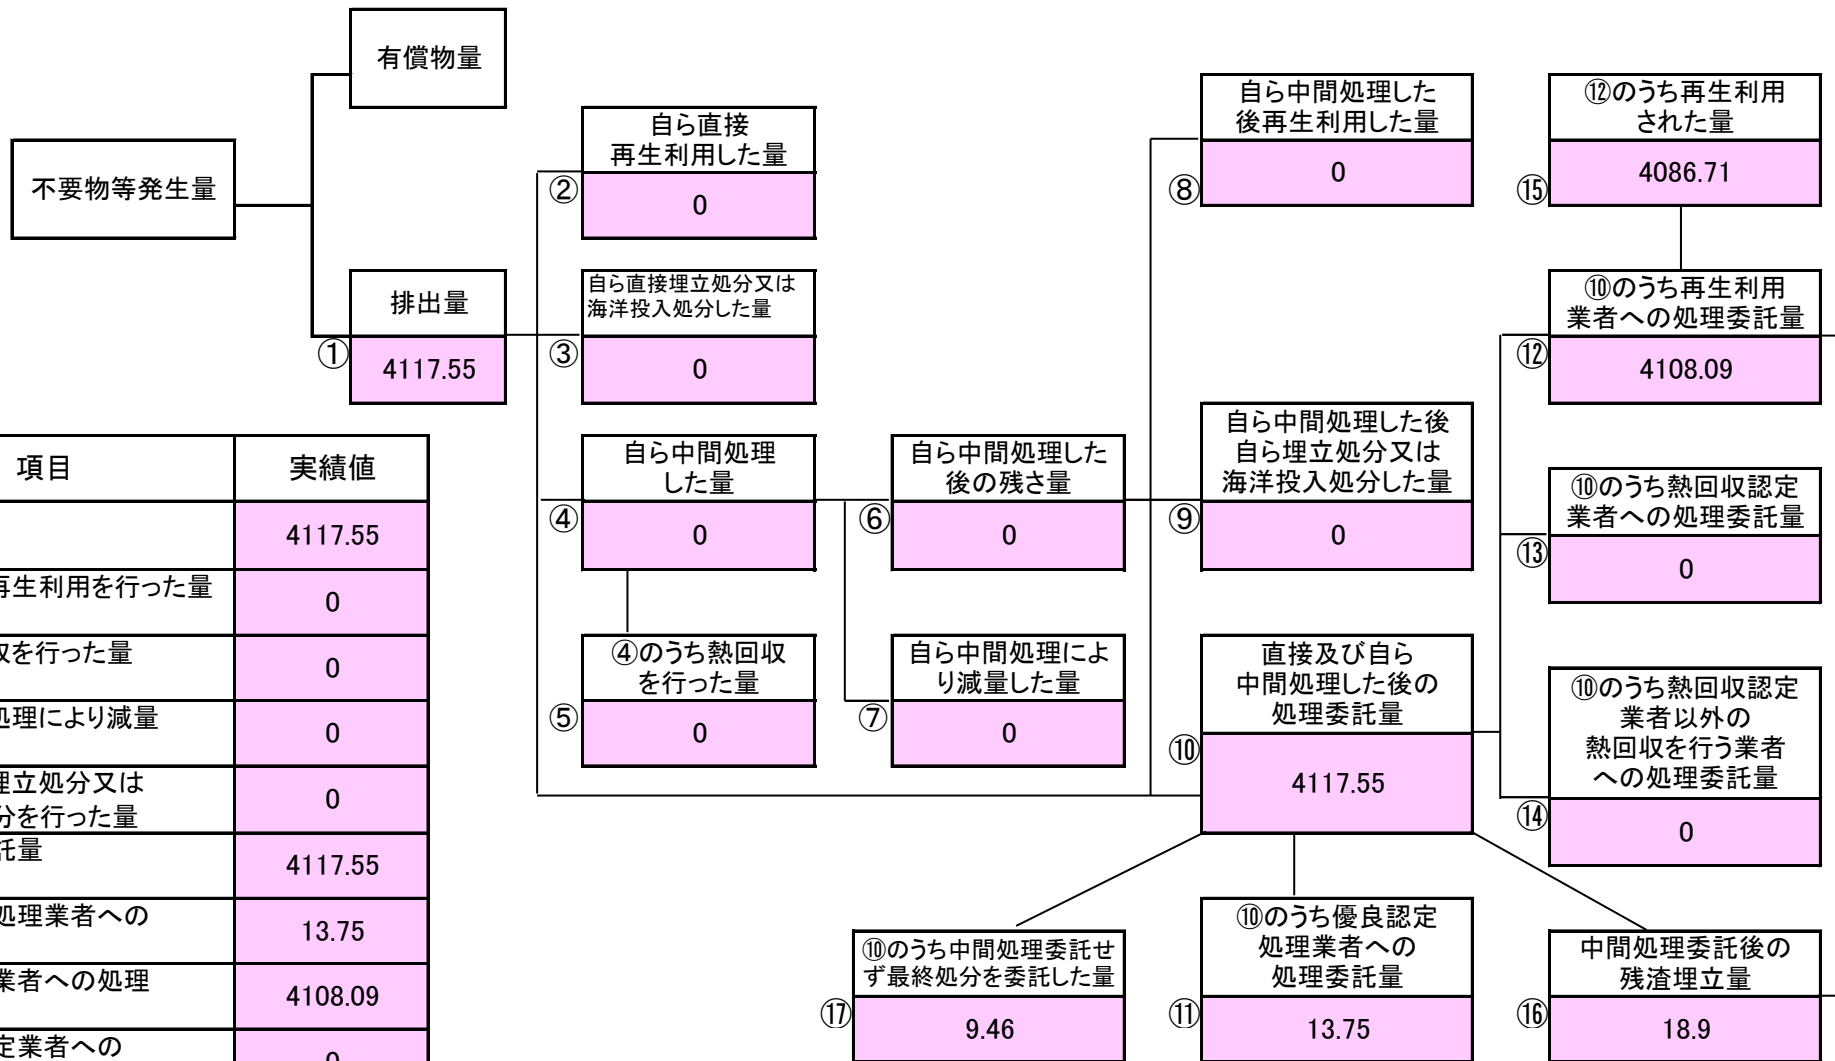 有償物量
不要物等発生量
排出量
①
4117.55
自ら直接
再生利用した量
②
0
自ら直接埋立処分又は
海洋投入処分した量
③
0
自ら中間処理
した量
④
0
④のうち熱回収
を行った量
⑤
0
自ら中間処理した
後の残さ量
⑥
0
自ら中間処理によ
り減量した量
⑦
0
自ら中間処理した
後再生利用した量
⑧
0
自ら中間処理した後
自ら埋立処分又は
海洋投入処分した量
⑨
0
直接及び自ら
中間処理した後の
処理委託量
⑩
4117.55
⑫のうち再生利用
された量
⑮
4086.71
⑩のうち再生利用
業者への処理委託量
⑫
4108.09
⑩のうち熱回収認定
業者への処理委託量
⑬
0
⑩のうち熱回収認定
業者以外の
熱回収を行う業者
への処理委託量
⑭
0
⑩のうち中間処理委託せ
ず最終処分を委託した量
⑰
9.46
⑩のうち優良認定
処理業者への
処理委託量
⑪
13.75
中間処理委託後の
残渣埋立量
⑯
18.9
項目 実績値
4117.55
再生利用を行った量
0
収を行った量
0
処理により減量
0
埋立処分又は
分を行った量
0
託量
4117.55
処理業者への
13.75
業者への処理
4108.09
定業者への
0